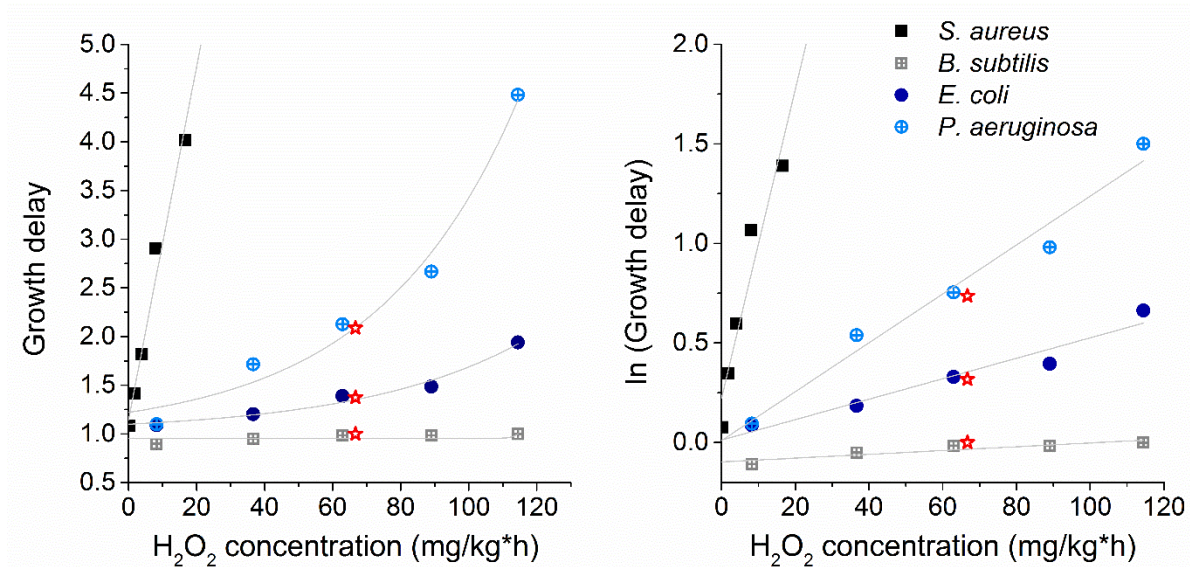 5.0
4.5
4.0
3.5
3.0
2.5
2.0
1.5
1.0
0.5
Growth delay
0 20 40 60 80 100 120
H₂O₂ concentration (mg/kg*h)
2.0
1.5
1.0
0.5
0.0
ln (Growth delay)
0 20 40 60 80 100 120
H₂O₂ concentration (mg/kg*h)
S. aureus
B. subtilis
E. coli
P. aeruginosa